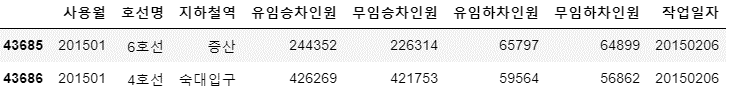 사용월 호선명 지하철역 유임승차인원 무임승차인원 유임하차인원 무임하차인원 작업일자
43685 201501 6호선 증산 244352 226314 65797 64899 20150206
43686 201501 4호선 숙대입구 426269 421753 59564 56862 20150206